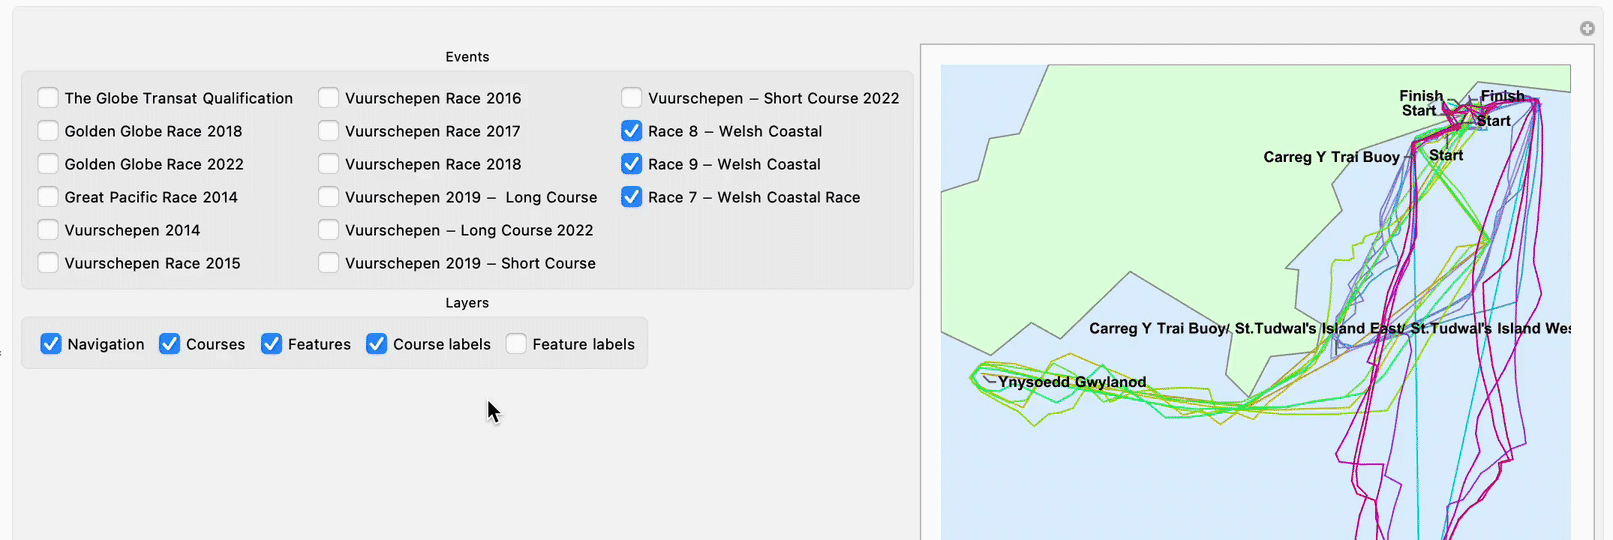 Events
The Globe Transat Qualification
Golden Globe Race 2018
Golden Globe Race 2022
Great Pacific Race 2014
Vuurschepen 2014
Vuurschepen Race 2015
Vuurschepen Race 2016
Vuurschepen Race 2017
Vuurschepen Race 2018
Vuurschepen 2019 – Long Course
Vuurschepen – Long Course 2022
Vuurschepen 2019 – Short Course
Vuurschepen – Short Course 2022
Race 8 – Welsh Coastal
Race 9 – Welsh Coastal
Race 7 – Welsh Coastal Race
Layers
Navigation
Courses
Features
Course labels
Feature labels
Finish
Finish
Start
Start
Carreg Y Trai Buoy
Start
Carreg Y Trai Buoy/ St.Tudwal's Island East/ St.Tudwal's Island Wes
Ynysoedd Gwylanod